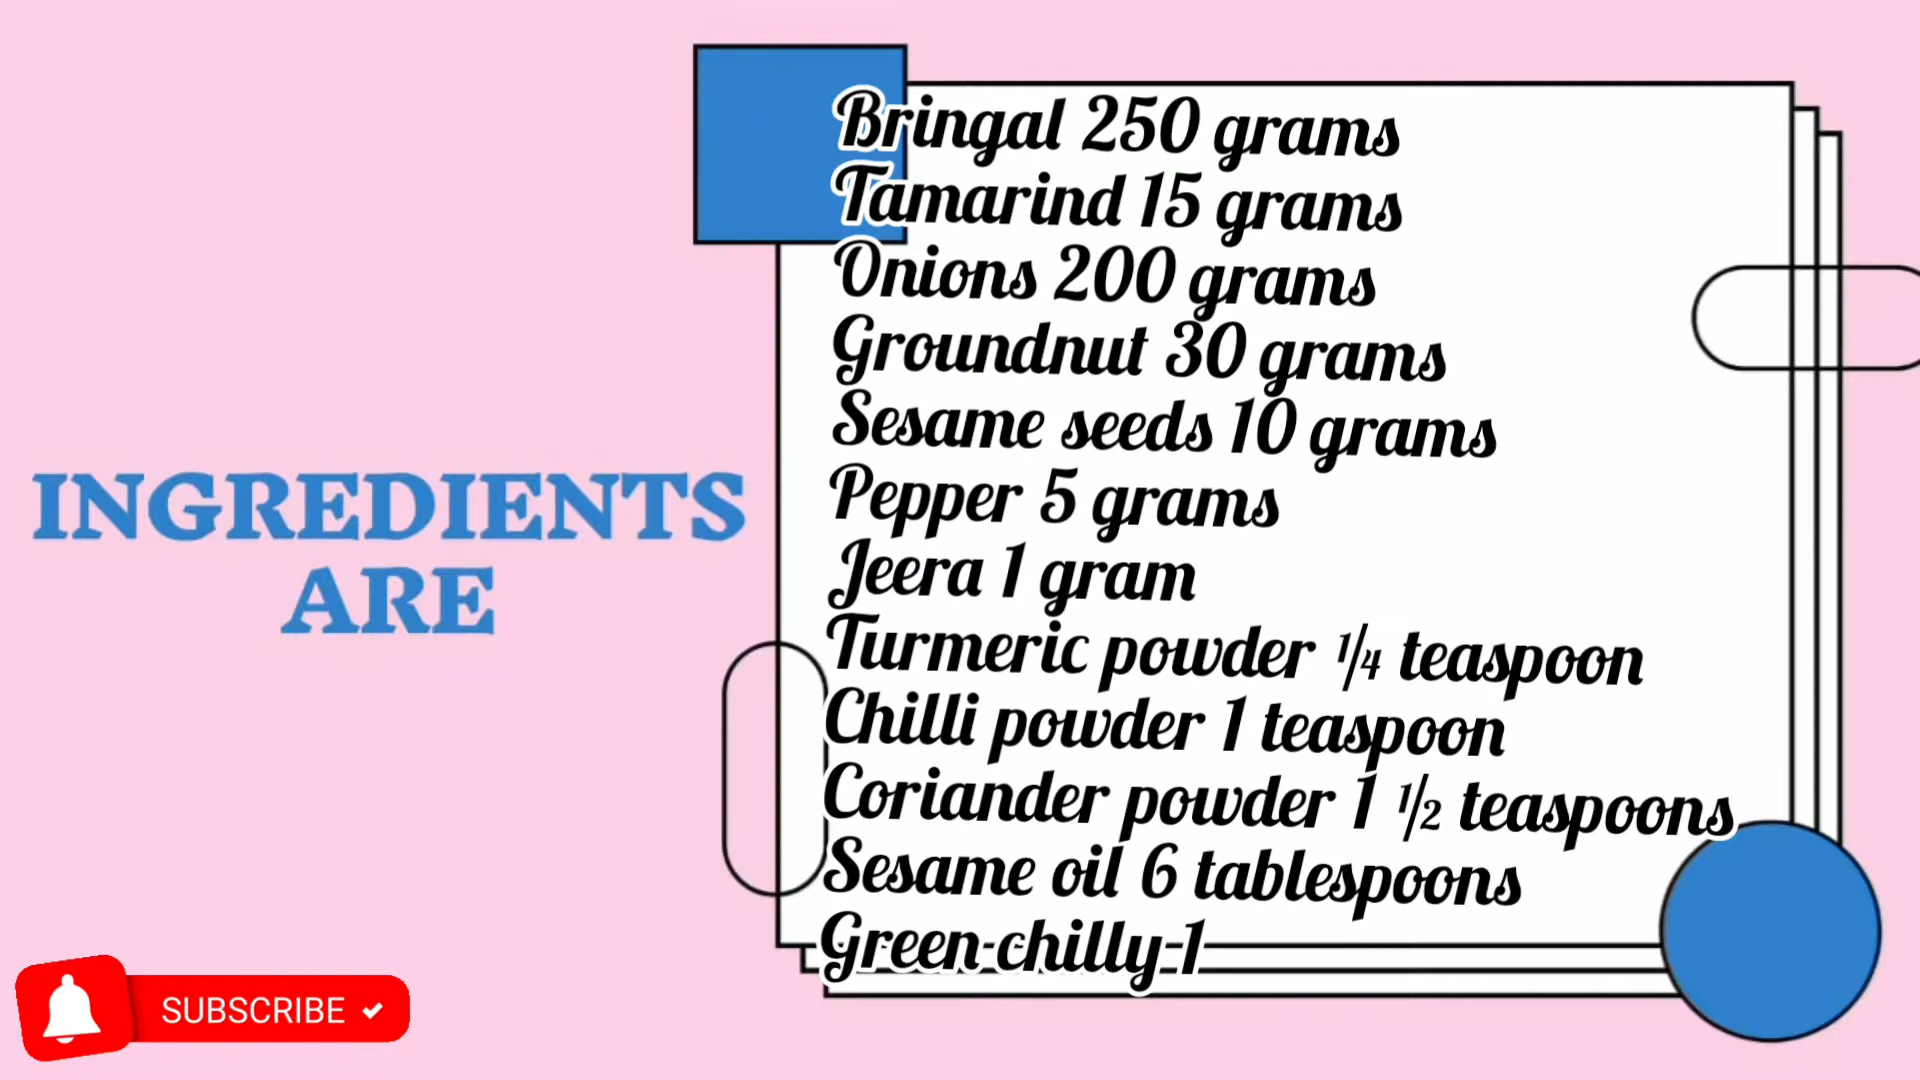 INGREDIENTS
ARE
Bringal 250 grams
Tamarind 15 grams
Onions 200 grams
Groundnut 30 grams
Sesame seeds 10 grams
Pepper 5 grams
Jeera 1 gram
Turmeric powder ¼ teaspoon
Chilli powder 1 teaspoon
Coriander powder 1 ½ teaspoons
Sesame oil 6 tablespoons
Green chilly 1
SUBSCRIBE